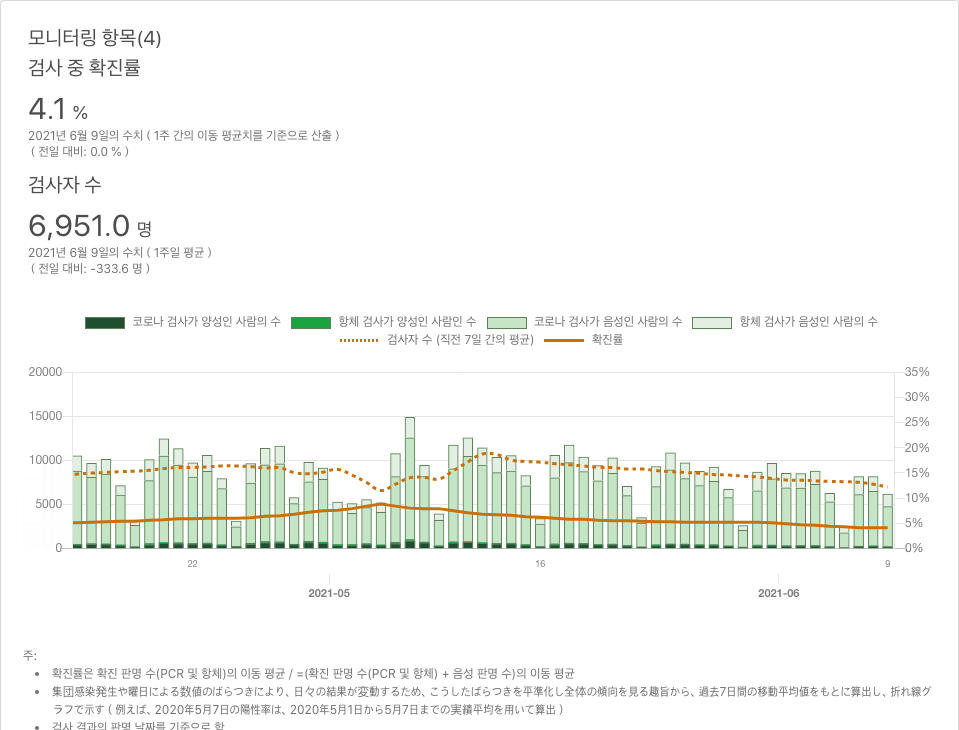 모니터링 항목(4)
검사 중 확진률
4.1 %
2021년 6월 9일의 수치 ( 1주 간의 이동 평균치를 기준으로 산출 )
( 전일 대비: 0.0 % )
검사자 수
6,951.0 명
2021년 6월 9일의 수치 ( 1주일 평균 )
( 전일 대비: -333.6 명 )
코로나 검사가 양성인 사람의 수 항체 검사가 양성인 사람인 수 코로나 검사가 음성인 사람의 수 항체 검사가 음성인 사람의 수
검사자 수 (직전 7일 간의 평균) 확진률
20000 35%
30%
15000
25%
20%
10000
15%
10%
5000
5%
0 0%
22 16 9
2021-05 2021-06
주:
• 확진률은 확진 판명 수(PCR 및 항체)의 이동 평균 / =(확진 판명 수(PCR 및 항체) + 음성 판명 수)의 이동 평균
• 集団感染発生や曜日による数値のばらつきにより、日々の結果が変動するため、こうしたばらつきを平準化し全体の傾向を見る趣旨から、過去7日間の移動平均値をもとに算出し、折れ線グ
ラフで示す ( 例えば、2020年5月7日の陽性率は、2020年5月1日から5月7日までの実績平均を用いて算出 )
• 검사 결과의 판명 날짜를 기준으로 함